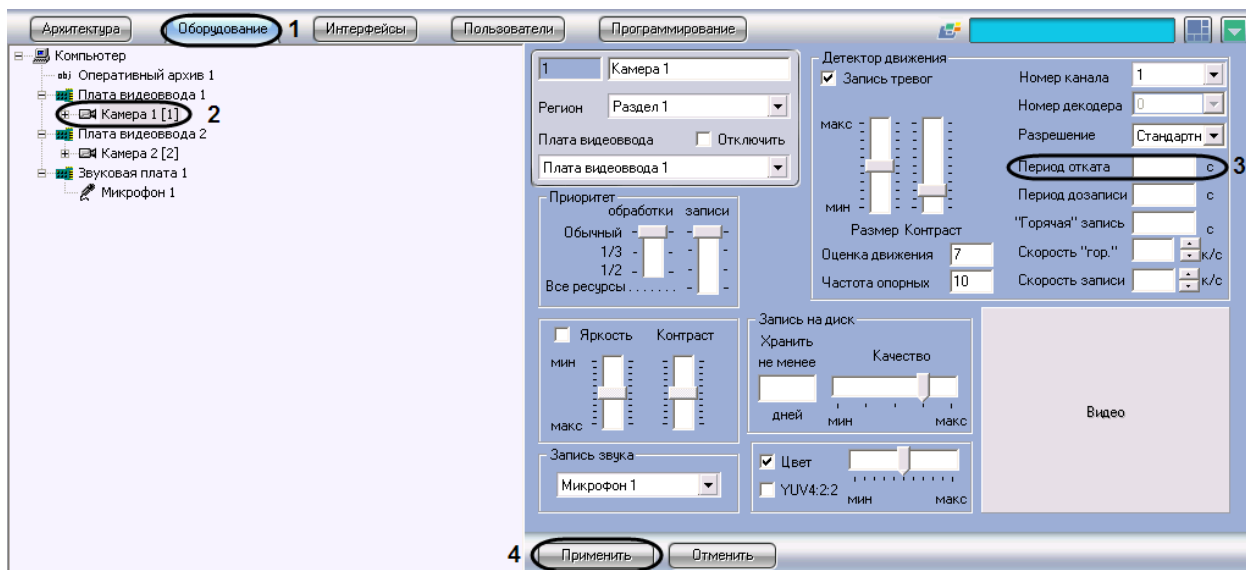 Архитектура Оборудование 1 Интерфейсы Пользователи Программирование
Компьютер
abj Оперативный архив 1
Плата видеоввода 1
Камера 1 [1] 2
Плата видеоввода 2
Камера 2 [2]
Звуковая плата 1
Микрофон 1
1 Камера 1
Регион Раздел 1
Плата видеоввода Отключить
Плата видеоввода 1
Приоритет
обработки записи
Обычный
1/3
1/2
Все ресурсы . . . . . . .
Детектор движения
Запись тревог
макс
мин
Размер Контраст
Оценка движения 7
Частота опорных 10
Номер канала 1
Номер декодера 0
Разрешение Стандартн
Период отката с 3
Период дозаписи с
"Горячая" запись с
Скорость "гор." к/с
Скорость записи к/с
Яркость Контраст
мин
макс
Запись на диск
Хранить
не менее
дней
Качество
мин макс
Видео
Запись звука
Микрофон 1
Цвет
YUV4:2:2
мин макс
4 Применить Отменить